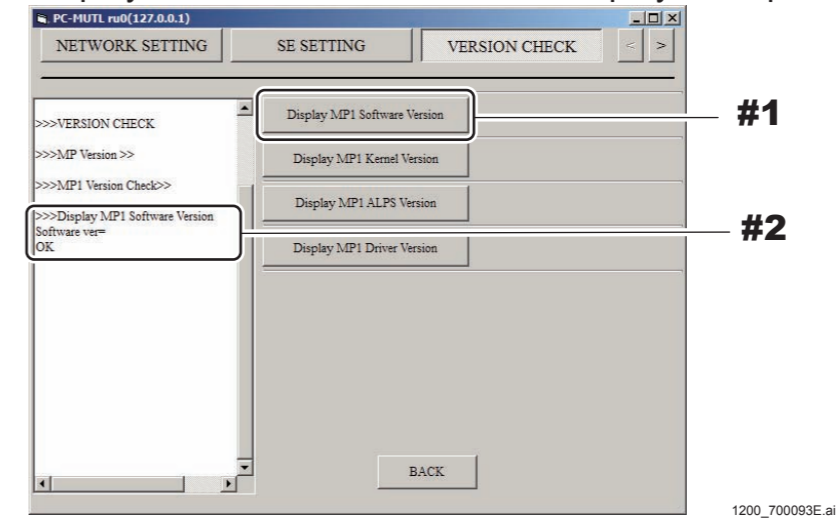 PC-MUTL ru0(127.0.0.1)
NETWORK SETTING
SE SETTING
VERSION CHECK
<
>
>>>VERSION CHECK
>>>MP Version >>
>>>MP1 Version Check>>
>>>Display MP1 Software Version
Software ver=
OK
Display MP1 Software Version
Display MP1 Kernel Version
Display MP1 ALPS Version
Display MP1 Driver Version
BACK
#1
#2
1200_700093E.ai